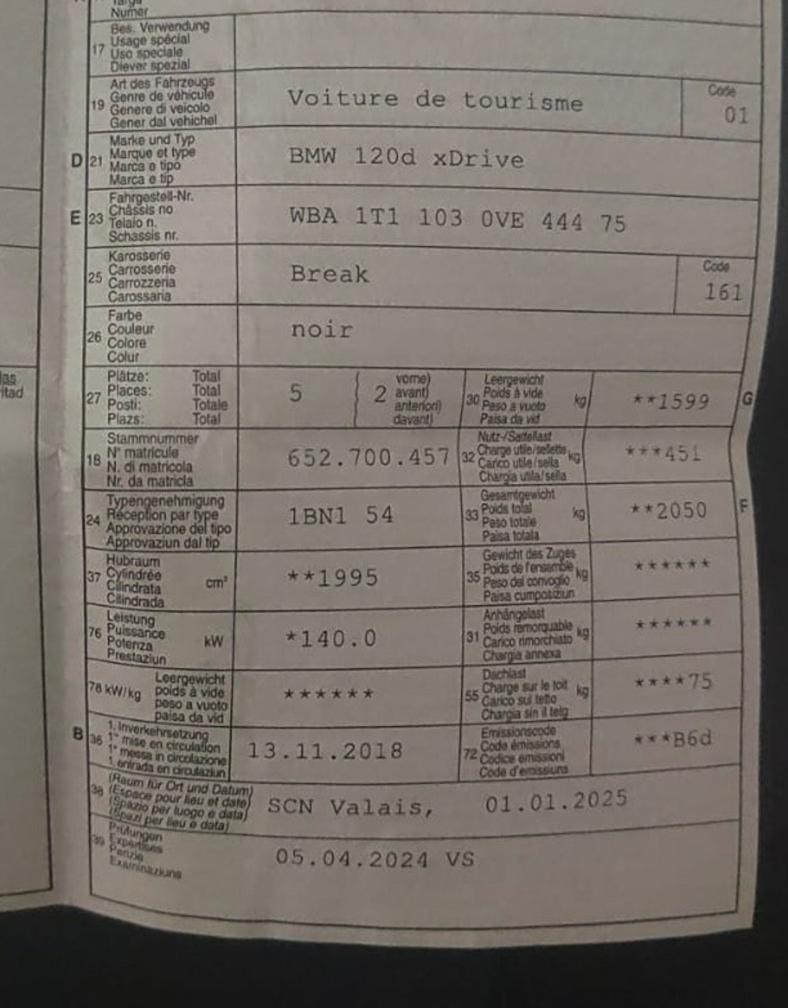 Numer
17
Bes. Verwendung
Usage spécial
Uso speciale
Diever spezial
19
Art des Fahrzeugs
Genre de véhicule
Genere di veicolo
Gener dal vehichel
Voiture de tourisme
Code
01
D 21
Marke und Typ
Marque et type
Marca e tipo
Marca e tip
BMW 120d xDrive
E 23
Fahrgestell-Nr.
Châssis no
Telaio n.
Schassis nr.
WBA 1T1 103 0VE 444 75
25
Karosserie
Carrosserie
Carrozzeria
Carossaria
Break
Code
161
26
Farbe
Couleur
Colore
Colur
noir
27
Plätze: Total
Places: Total
Posti: Totale
Plazs: Total
5
( 2
vorne)
avant)
anteriori)
davant)
30
Leergewicht
Poids à vide
Peso a vuoto
Paisa da vid
kg
**1599
G
18
Stammnummer
N° matricule
N. di matricola
Nr. da matricla
652.700.457
32
Nutz-/Sattellast
Charge utile/sellette
Carico utile/sella
Chargia utila/sella
kg
***451
24
Typengenehmigung
Réception par type
Approvazione del tipo
Approvaziun dal tip
1BN1 54
33
Gesamtgewicht
Poids total
Peso totale
Paisa totala
kg
**2050
F
37
Hubraum
Cylindrée
Cilindrata
Cilindrada
cm³
**1995
35
Gewicht des Zuges
Poids de l'ensemble
Peso del convoglio
Paisa cumposiziun
kg
******
76
Leistung
Puissance
Potenza
Prestaziun
kW
*140.0
31
Anhängelast
Poids remorquable
Carico rimorchiato
Chargia annexa
kg
******
78 kW/kg
Leergewicht
poids à vide
peso a vuoto
paisa da vid
******
55
Dachlast
Charge sur le toit
Carico sul tetto
Chargia sin il tetg
kg
****75
B 36
1. Inverkehrsetzung
1re mise en circulation
1a messa in circolazione
1. entrada en circulaziun
13.11.2018
72
Emissionscode
Code émissions
Codice emissioni
Code d'emissiuns
***B6d
38
(Raum für Ort und Datum)
(Espace pour lieu et date)
(Spazio per luogo e data)
(Spazi per lieu e data)
SCN Valais, 01.01.2025
39
Prüfungen
Expertises
Perizie
Examinaziuns
05.04.2024 VS